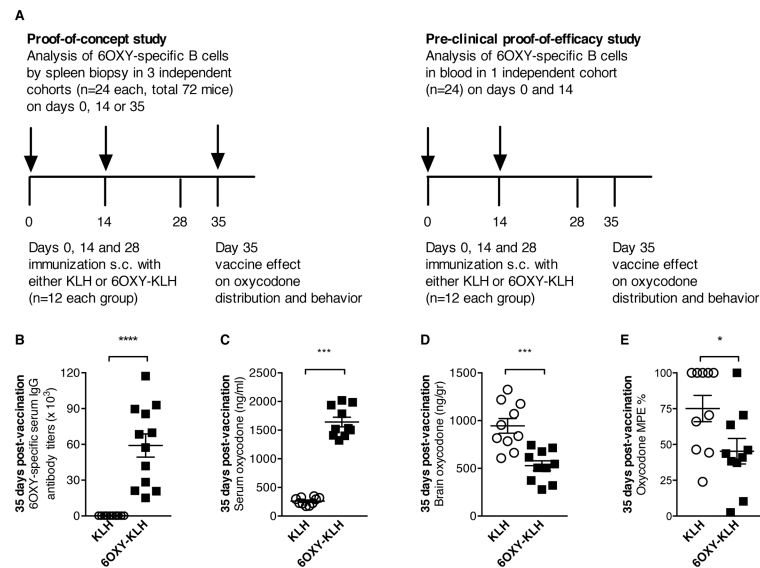 A
Proof-of-concept study
Analysis of 6OXY-specific B cells
by spleen biopsy in 3 independent
cohorts (n=24 each, total 72 mice)
on days 0, 14 or 35
0
14
28
35
Days 0, 14 and 28
immunization s.c. with
either KLH or 6OXY-KLH
(n=12 each group)
Day 35
vaccine effect
on oxycodone
distribution and behavior
Pre-clinical proof-of-efficacy study
Analysis of 6OXY-specific B cells
in blood in 1 independent cohort
(n=24) on days 0 and 14
0
14
28
35
Days 0, 14 and 28
immunization s.c. with
either KLH or 6OXY-KLH
(n=12 each group)
Day 35
vaccine effect
on oxycodone
distribution and behavior
B
****
35 days post-vaccination
6OXY-specific serum IgG
antibody titers (x 10³)
120
90
60
30
0
KLH
6OXY-KLH
C
***
35 days post-vaccination
Serum oxycodone (ng/ml)
2500
2000
1500
1000
500
0
KLH
6OXY-KLH
D
***
35 days post-vaccination
Brain oxycodone (ng/gr)
1500
1000
500
0
KLH
6OXY-KLH
E
*
35 days post-vaccination
Oxycodone MPE %
100
75
50
25
0
KLH
6OXY-KLH